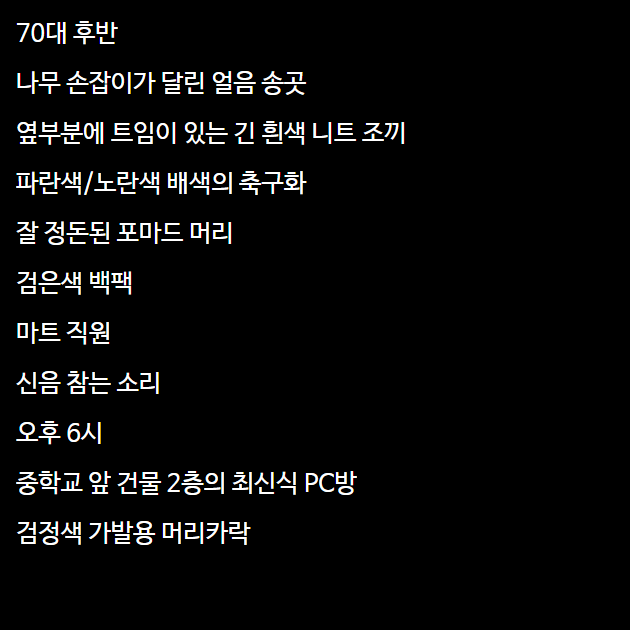 70대 후반
나무 손잡이가 달린 얼음 송곳
옆부분에 트임이 있는 긴 흰색 니트 조끼
파란색/노란색 배색의 축구화
잘 정돈된 포마드 머리
검은색 백팩
마트 직원
신음 참는 소리
오후 6시
중학교 앞 건물 2층의 최신식 PC방
검정색 가발용 머리카락